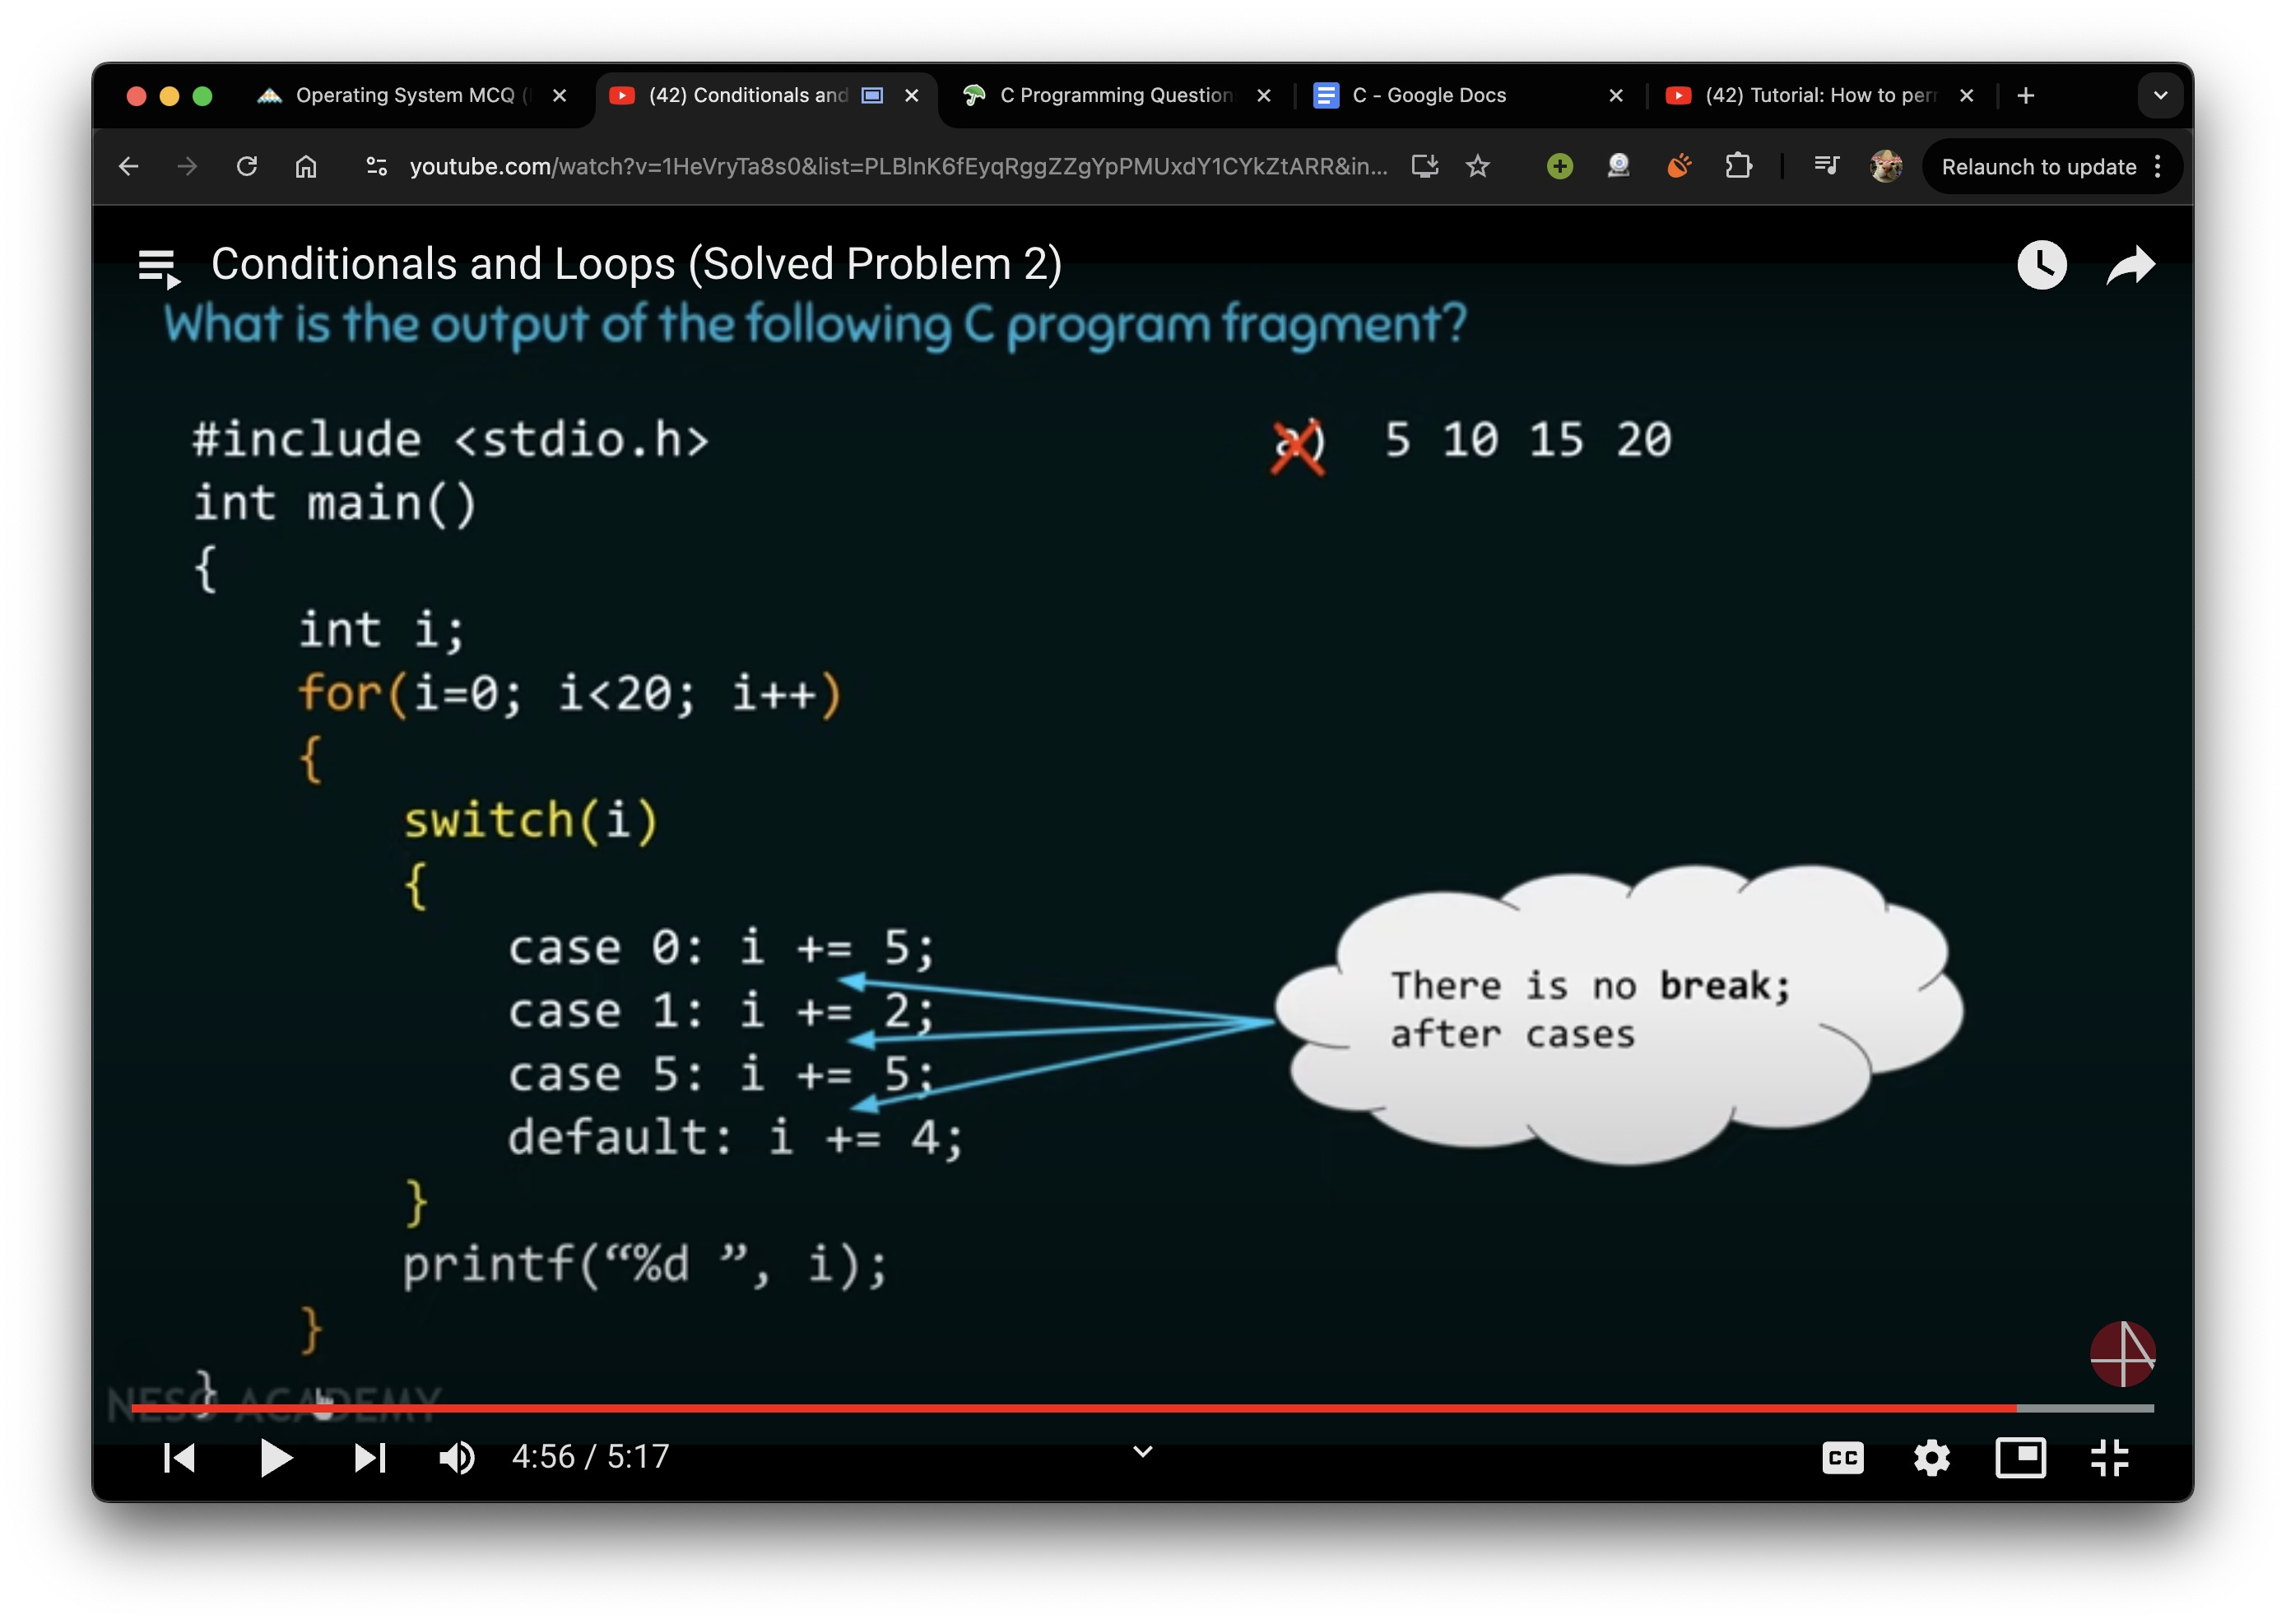 Operating System MCQ (
(42) Conditionals and
C Programming Question
C - Google Docs
(42) Tutorial: How to per
youtube.com/watch?v=1HeVryTa8s0&list=PLBlnK6fEyqRggZZgYpPMUxdY1CYkZtARR&in...
Relaunch to update
Conditionals and Loops (Solved Problem 2)
What is the output of the following C program fragment?
#include <stdio.h>
a) 5 10 15 20
int main()
{
int i;
for(i=0; i<20; i++)
{
switch(i)
{
case 0: i += 5;
case 1: i += 2;
case 5: i += 5;
default: i += 4;
}
printf(“%d ”, i);
}
}
There is no break;
after cases
NESO ACADEMY
4:56 / 5:17
CC